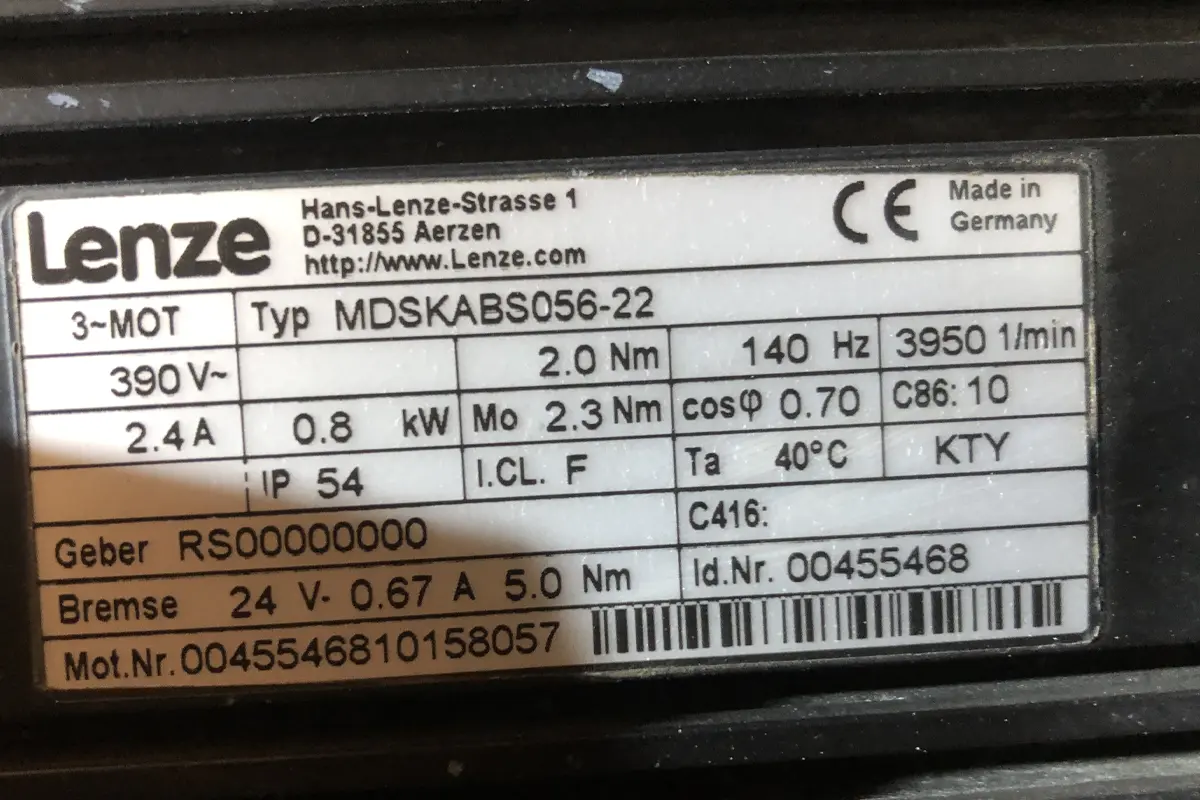 Lenze
Hans-Lenze-Strasse 1
D-31855 Aerzen
http://www.Lenze.com
CE
Made in
Germany
3~MOT Typ MDSKABS056-22
390 V~ 2.0 Nm 140 Hz 3950 1/min
2.4 A 0.8 kW Mo 2.3 Nm cosφ 0.70 C86: 10
IP 54 I.CL. F Ta 40°C KTY
Geber RS00000000 C416:
Bremse 24 V- 0.67 A 5.0 Nm Id.Nr. 00455468
Mot.Nr. 0045546810158057